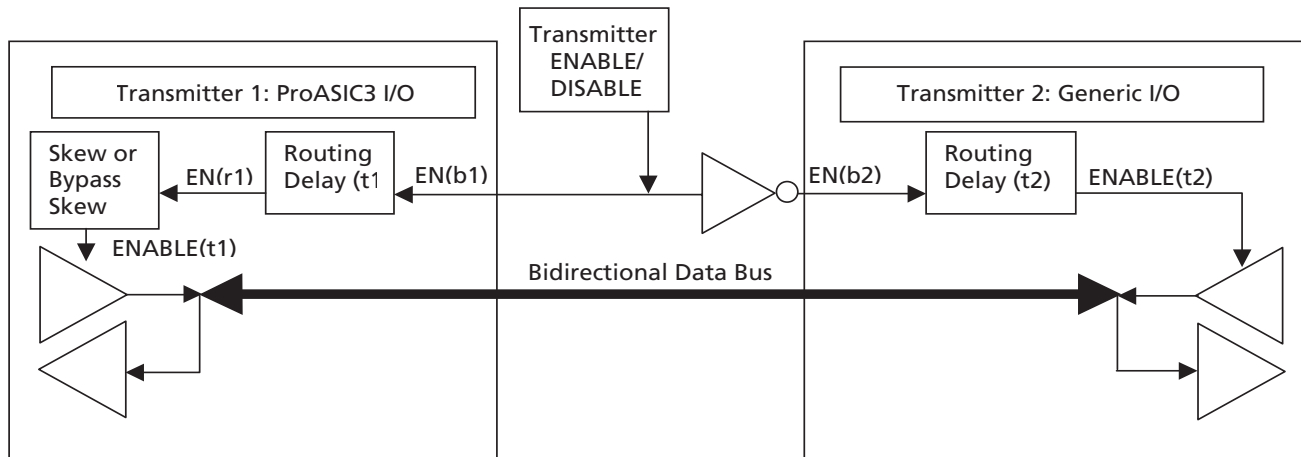 Transmitter
ENABLE/
DISABLE
Transmitter 1: ProASIC3 I/O
Transmitter 2: Generic I/O
Skew or
Bypass
Skew
EN(r1)
Routing
Delay (t1
EN(b1)
EN(b2)
Routing
Delay (t2)
ENABLE(t2)
ENABLE(t1)
Bidirectional Data Bus